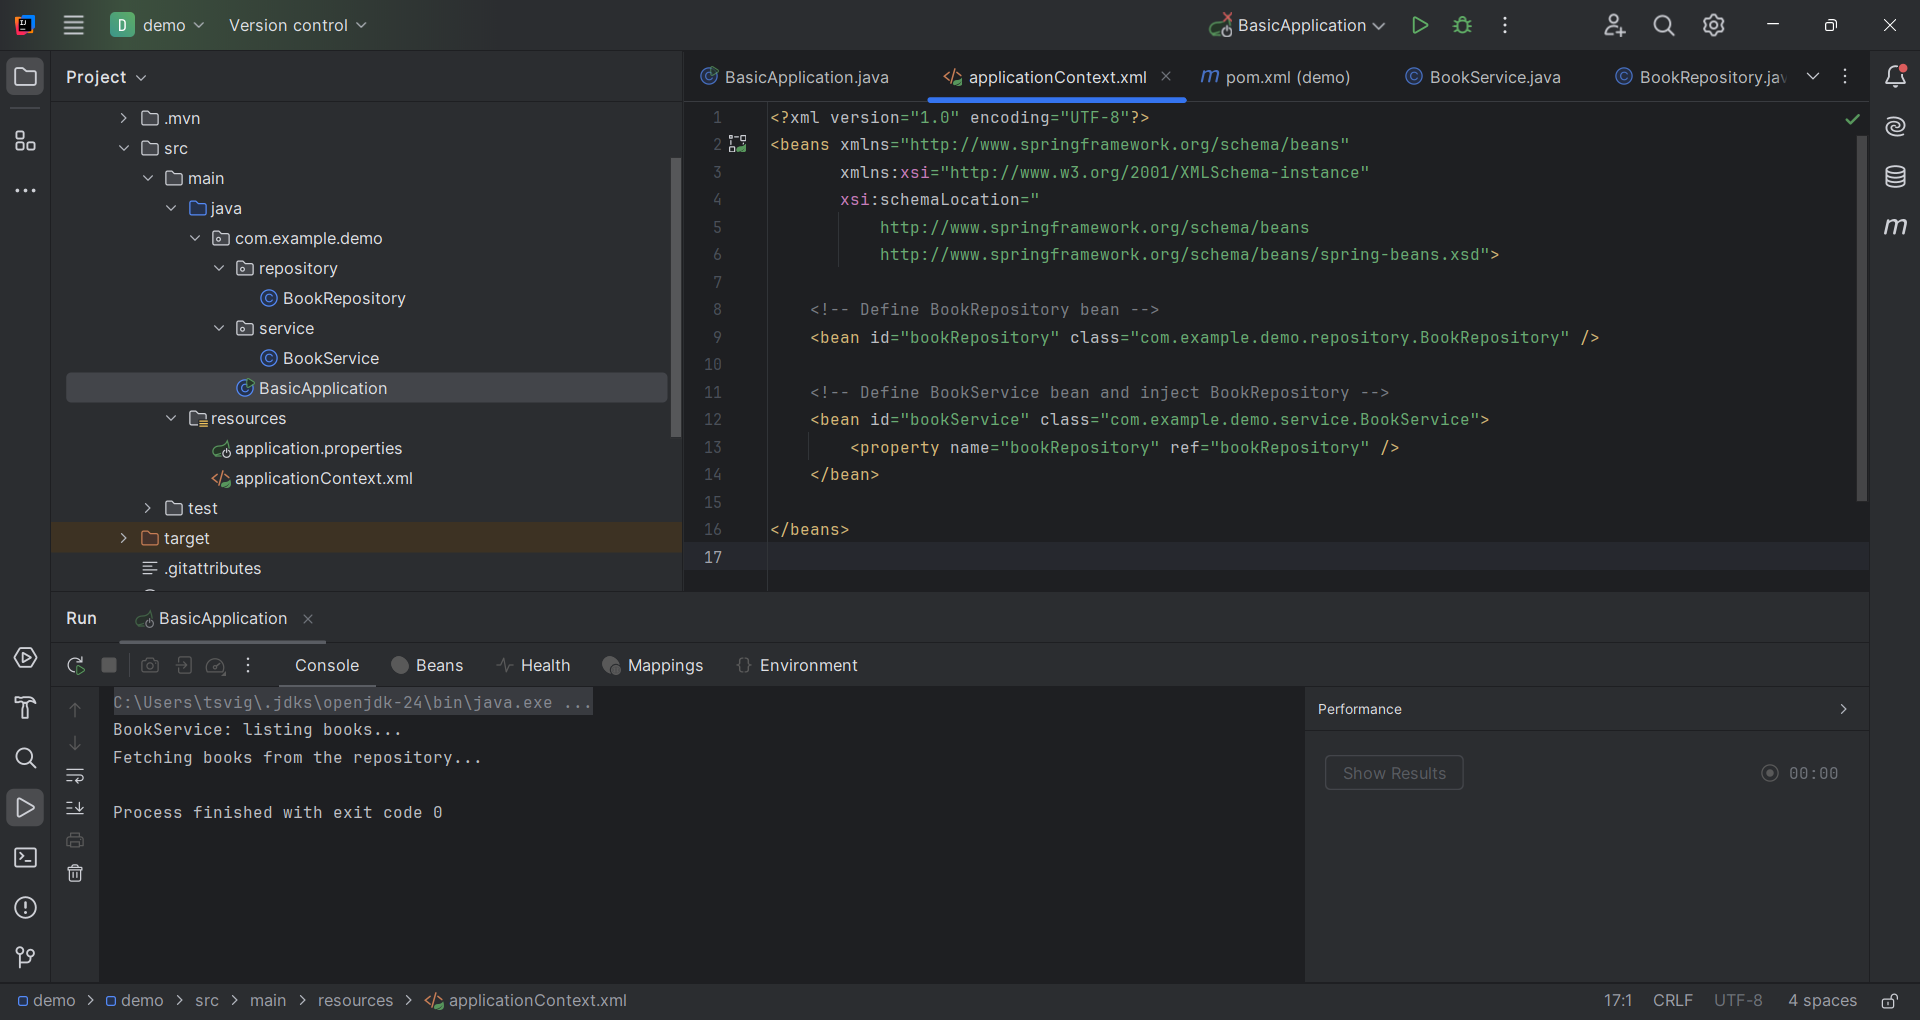 D demo Version control BasicApplication
Project
.mvn
src
main
java
com.example.demo
repository
BookRepository
service
BookService
BasicApplication
resources
application.properties
applicationContext.xml
test
target
.gitattributes
BasicApplication.java applicationContext.xml pom.xml (demo) BookService.java BookRepository.jav
1 <?xml version="1.0" encoding="UTF-8"?>
2 <beans xmlns="http://www.springframework.org/schema/beans"
3 xmlns:xsi="http://www.w3.org/2001/XMLSchema-instance"
4 xsi:schemaLocation="
5 http://www.springframework.org/schema/beans
6 http://www.springframework.org/schema/beans/spring-beans.xsd">
7
8 <!-- Define BookRepository bean -->
9 <bean id="bookRepository" class="com.example.demo.repository.BookRepository" />
10
11 <!-- Define BookService bean and inject BookRepository -->
12 <bean id="bookService" class="com.example.demo.service.BookService">
13 <property name="bookRepository" ref="bookRepository" />
14 </bean>
15
16 </beans>
17
Run BasicApplication
Console Beans Health Mappings Environment
C:\Users\tsvig\.jdks\openjdk-24\bin\java.exe ...
BookService: listing books...
Fetching books from the repository...
Process finished with exit code 0
Performance
Show Results 00:00
demo > demo > src > main > resources > applicationContext.xml
17:1 CRLF UTF-8 4 spaces